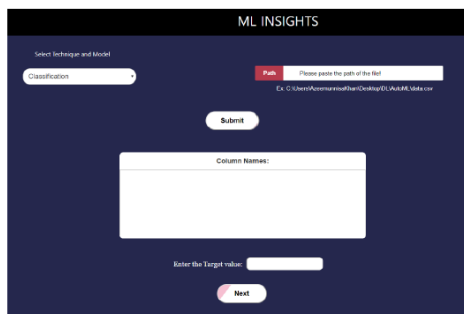 ML INSIGHTS
Select Technique and Model
Classification
Path Please paste the path of the file!
Ex: C:\Users\AzeemunnisaKhan\Desktop\DL\AutoML\data.csv
Submit
Column Names:
Enter the Target value:
Next